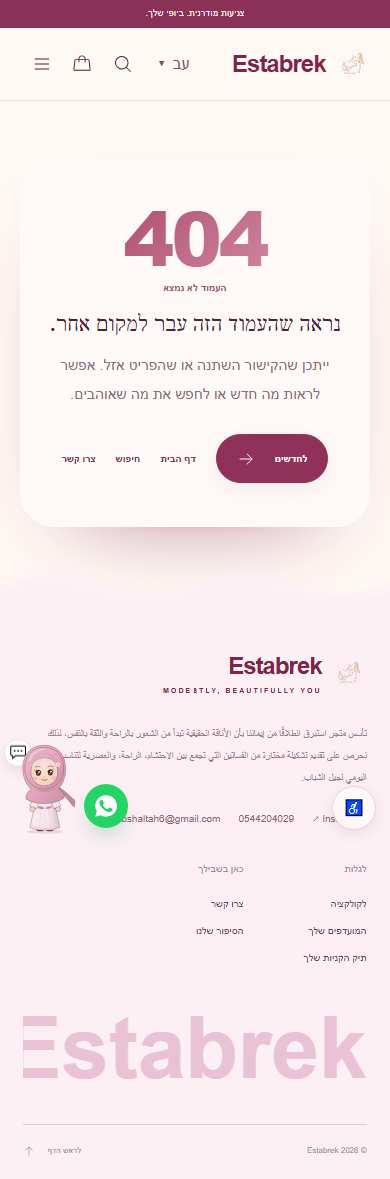 צניעות מודרנית. ביופי שלך.
Estabrek
עב ▼
404
העמוד לא נמצא
נראה שהעמוד הזה עבר למקום אחר.
ייתכן שהקישור השתנה או שהפריט אזל. אפשר
לראות מה חדש או לחפש את מה שאוהבים.
לחדשים
דף הבית
חיפוש
צרו קשר
Estabrek
MODESTLY, BEAUTIFULLY YOU
تأسس متجر استبرق انطلاقًا من إيماننا بأن الأناقة الحقيقية تبدأ من الشعور بالراحة والثقة بالنفس، لذلك
نحرص على تقديم تشكيلة مختارة من الفساتين التي تجمع بين الاحتشام، الراحة، والعصرية لتناسب
اليومي لجيل الشباب.
Ins ↗
0544204029
oshaltah6@gmail.com
לגלות
לקולקציה
המועדפים שלך
תיק הקניות שלך
כאן בשבילך
צרו קשר
הסיפור שלנו
Estabrek
© 2026 Estabrek
לראש הדף ↑